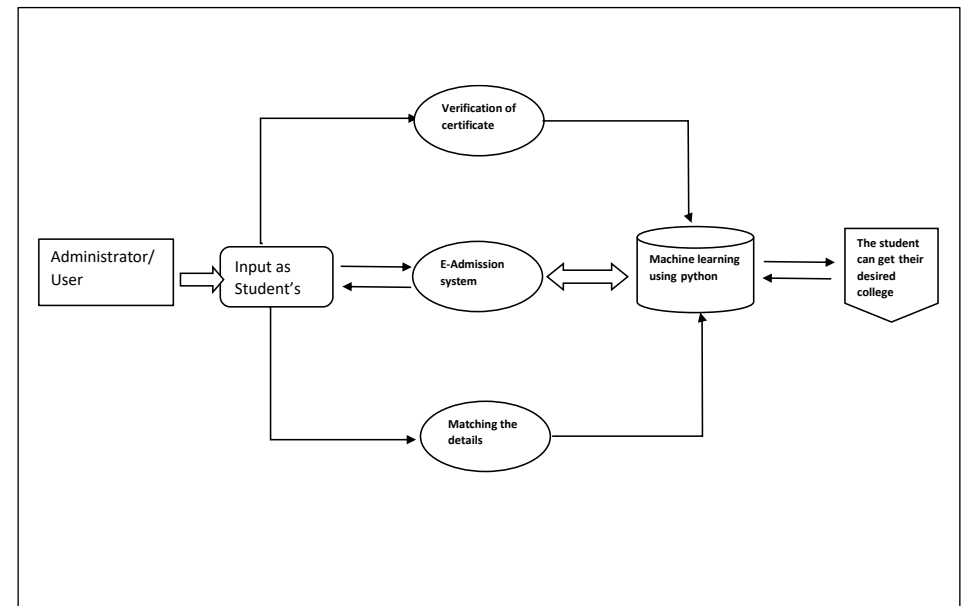 Verification of
certificate
Administrator/
User
Input as
Student's
E-Admission
system
Machine learning
using python
The student
can get their
desired
college
Matching the
details